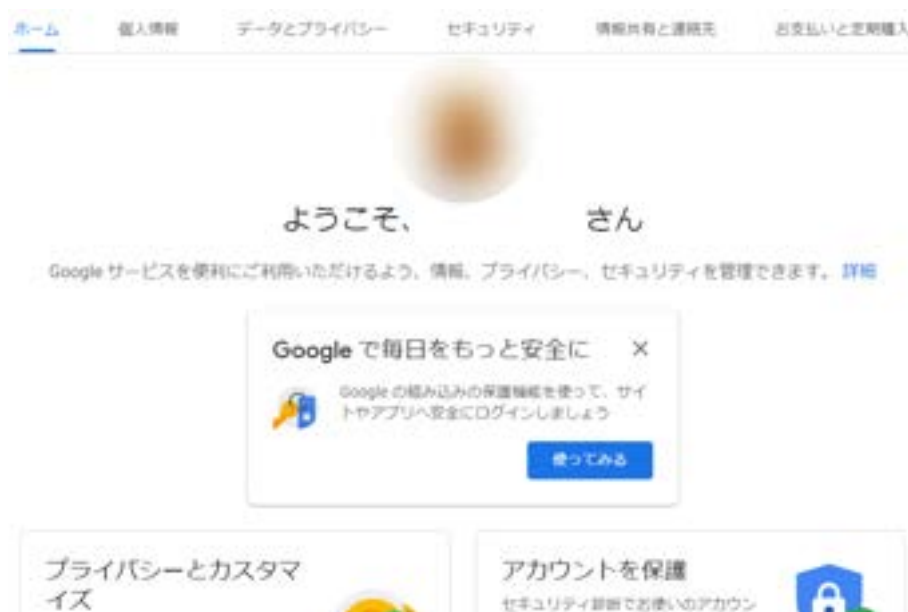 ホーム 個人情報 データとプライバシー セキュリティ 情報共有と連絡先 お支払いと定期購入
ようこそ、 さん
Google サービスを便利にご利用いただけるよう、情報、プライバシー、セキュリティを管理できます。 詳細
Google で毎日をもっと安全に
Google の組み込みの保護機能を使って、サイ
トやアプリへ安全にログインしましょう
使ってみる
プライバシーとカスタマ
イズ
アカウントを保護
セキュリティ診断でお使いのアカウン